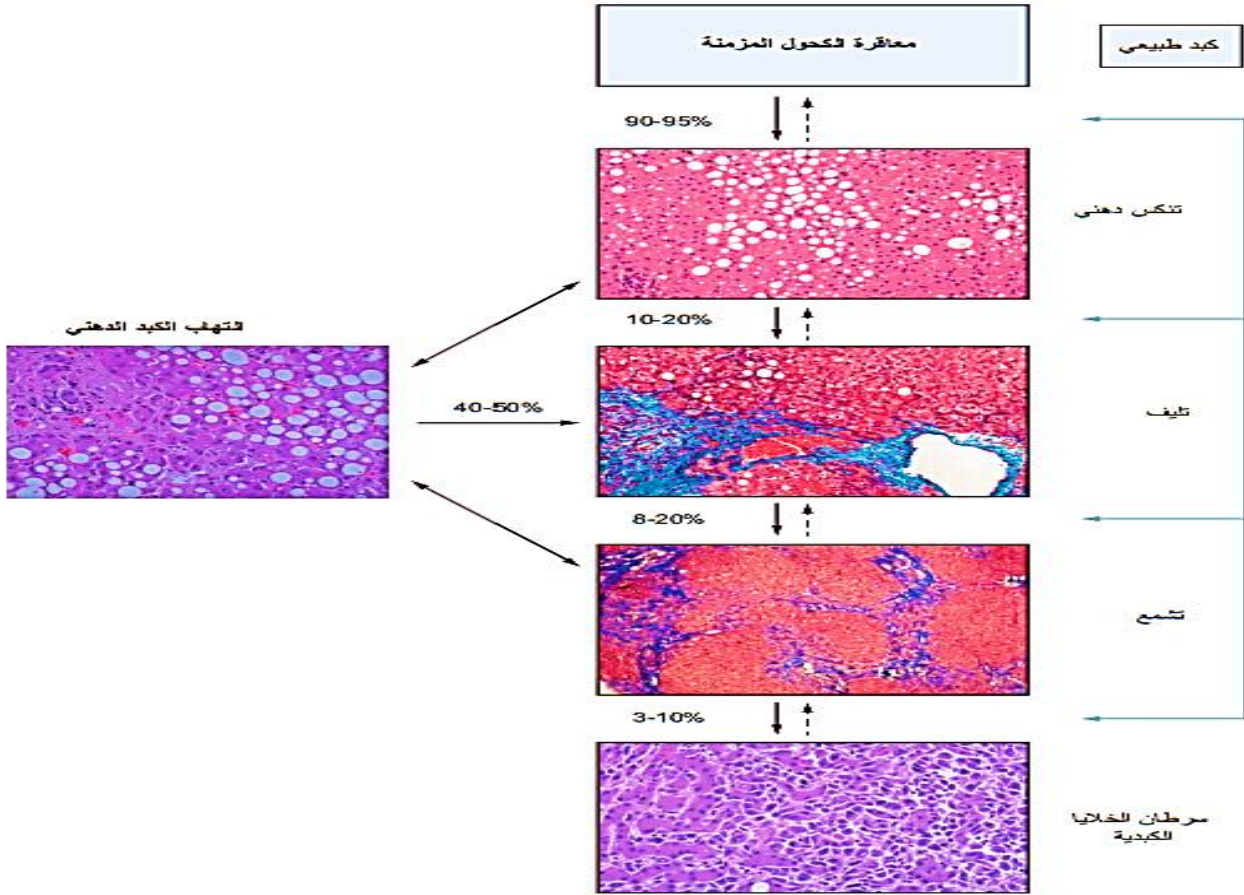 معاقرة الكحول المزمنة
كبد طبيعي
90-95%
تنكس دهني
10-20%
التهاب الكبد الدهني
40-50%
تليف
8-20%
تشمع
3-10%
سرطان الخلايا
الكبدية